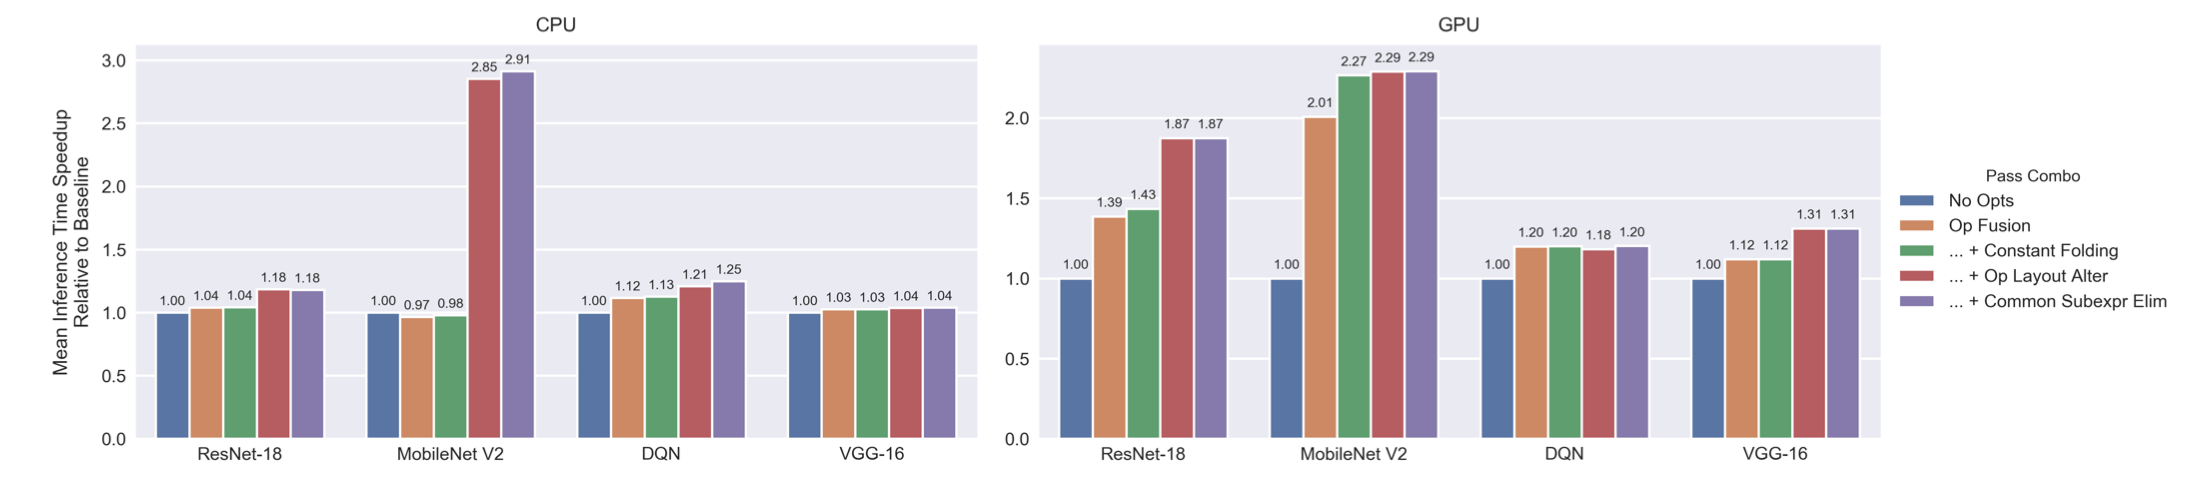 CPU
Mean Inference Time Speedup
Relative to Baseline
3.0
2.5
2.0
1.5
1.0
0.5
0.0
1.00 1.04 1.04 1.18 1.18
1.00 0.97 0.98 2.85 2.91
1.00 1.12 1.13 1.21 1.25
1.00 1.03 1.03 1.04 1.04
ResNet-18 MobileNet V2 DQN VGG-16
GPU
2.0
1.5
1.0
0.5
0.0
1.00 1.39 1.43 1.87 1.87
1.00 2.01 2.27 2.29 2.29
1.00 1.20 1.20 1.18 1.20
1.00 1.12 1.12 1.31 1.31
ResNet-18 MobileNet V2 DQN VGG-16
Pass Combo
No Opts
Op Fusion
... + Constant Folding
... + Op Layout Alter
... + Common Subexpr Elim